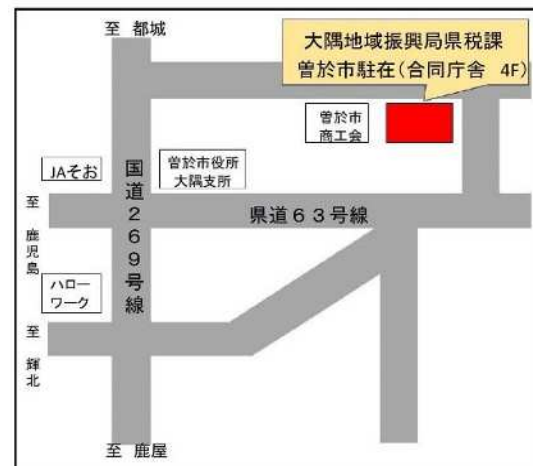 至 都城
大隅地域振興局県税課
曽於市駐在(合同庁舎 4F)
曽於市
商工会
JAそお
曽於市役所
大隅支所
国道269号線
至 鹿児島
県道63号線
ハロー
ワーク
至 輝北
至 鹿屋